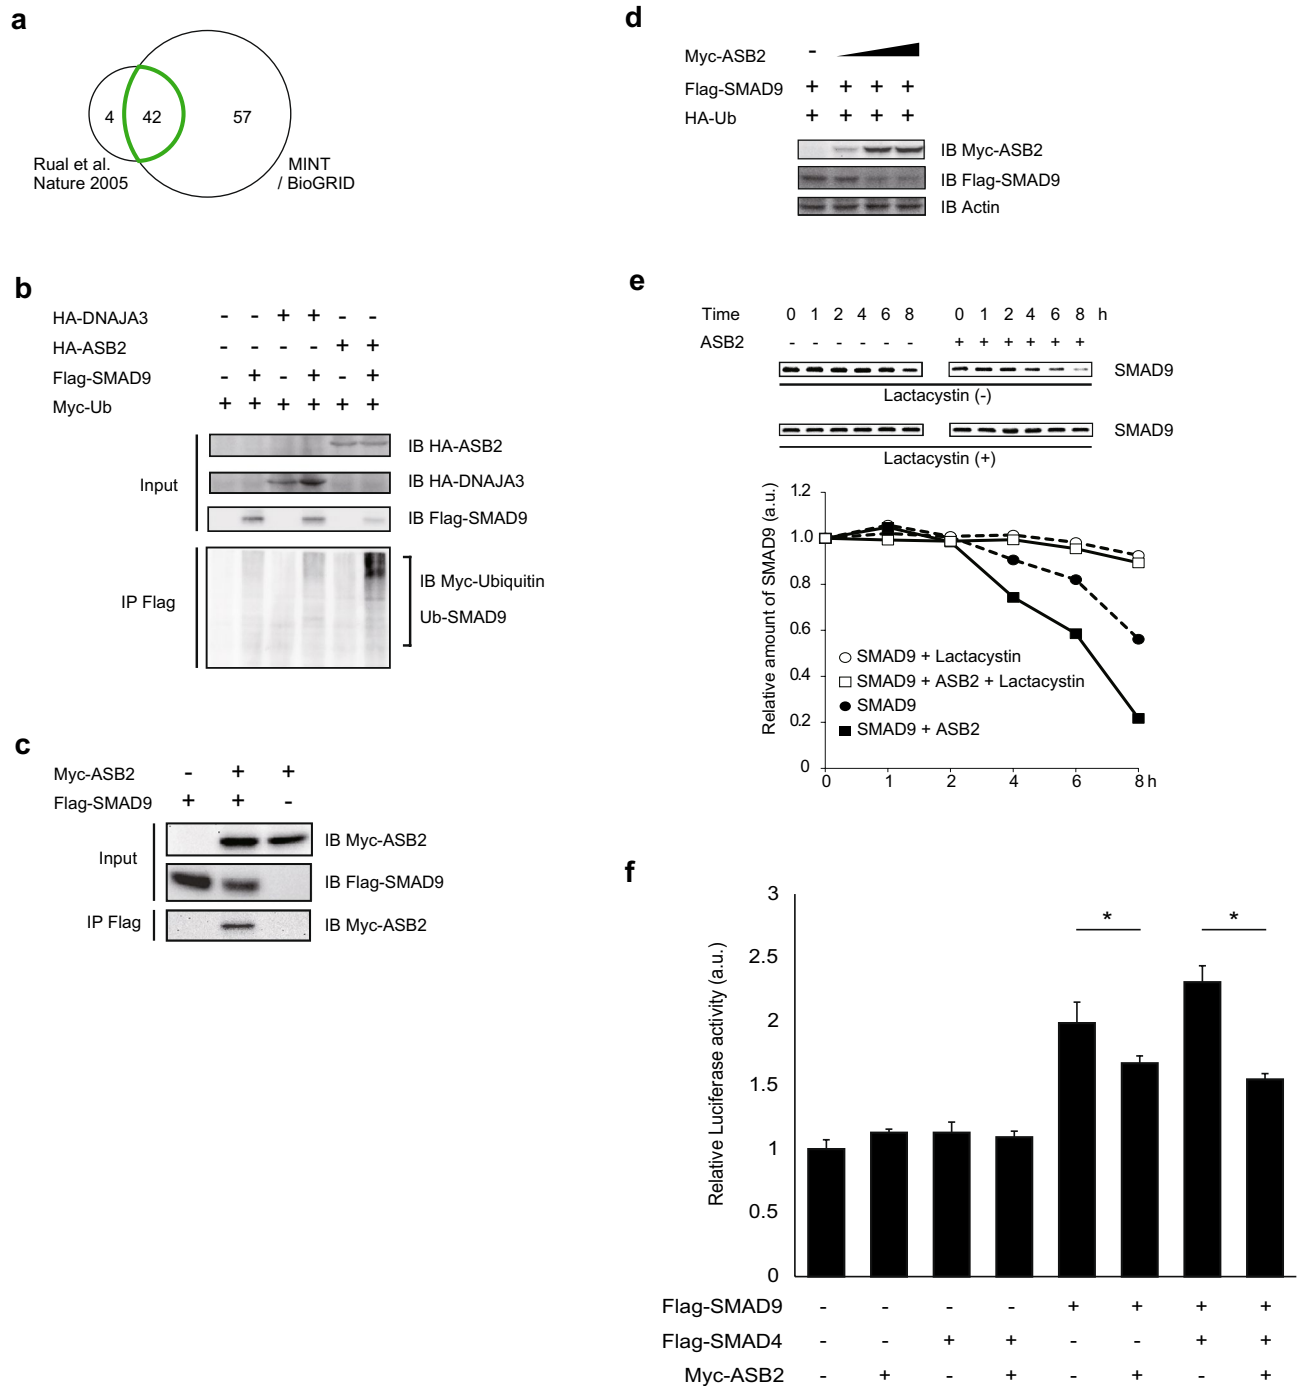 a
4 42 57
Rual et al.
Nature 2005
MINT
/ BioGRID
b
HA-DNAJA3 - - + + - -
HA-ASB2 - - - - + +
Flag-SMAD9 - + - + - +
Myc-Ub + + + + + +
Input
IB HA-ASB2
IB HA-DNAJA3
IB Flag-SMAD9
IP Flag
IB Myc-Ubiquitin
Ub-SMAD9
c
Myc-ASB2 - + +
Flag-SMAD9 + + -
Input
IB Myc-ASB2
IB Flag-SMAD9
IP Flag
IB Myc-ASB2
d
Myc-ASB2 -
Flag-SMAD9 + + + +
HA-Ub + + + +
IB Myc-ASB2
IB Flag-SMAD9
IB Actin
e
Time 0 1 2 4 6 8 0 1 2 4 6 8 h
ASB2 - - - - - - + + + + + +
SMAD9
Lactacystin (-)
SMAD9
Lactacystin (+)
Relative amount of SMAD9 (a.u.)
1.2
1.0
0.8
0.6
0.4
0.2
0
SMAD9 + Lactacystin
SMAD9 + ASB2 + Lactacystin
SMAD9
SMAD9 + ASB2
0 1 2 4 6 8 h
f
Relative Luciferase activity (a.u.)
3
2.5
2
1.5
1
0.5
0
* *
Flag-SMAD9 - - - - + + + +
Flag-SMAD4 - - + + - - + +
Myc-ASB2 - + - + - + - +